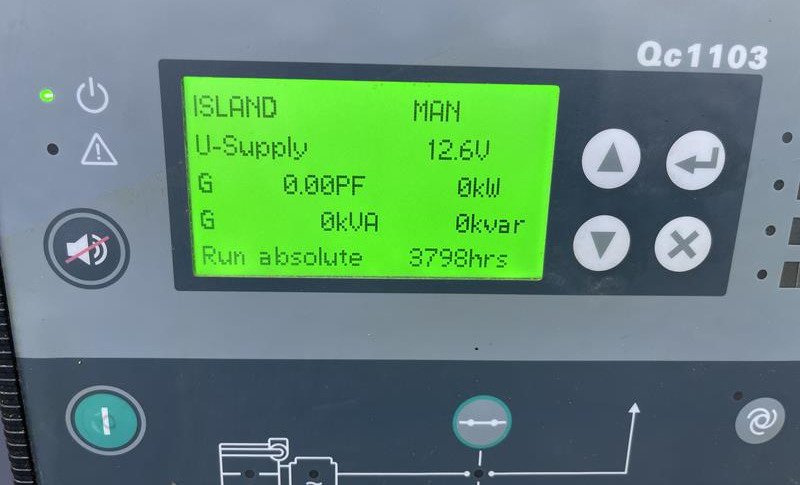 Qc1103
ISLAND MAN
U-Supply 12.6V
G 0.00PF 0kW
G 0kVA 0kvar
Run absolute 3798hrs